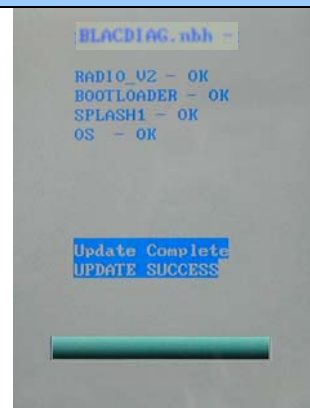 BLACDIAG.nbh -
RADIO_V2 - OK
BOOTLOADER - OK
SPLASH1 - OK
OS - OK
Update Complete
UPDATE SUCCESS